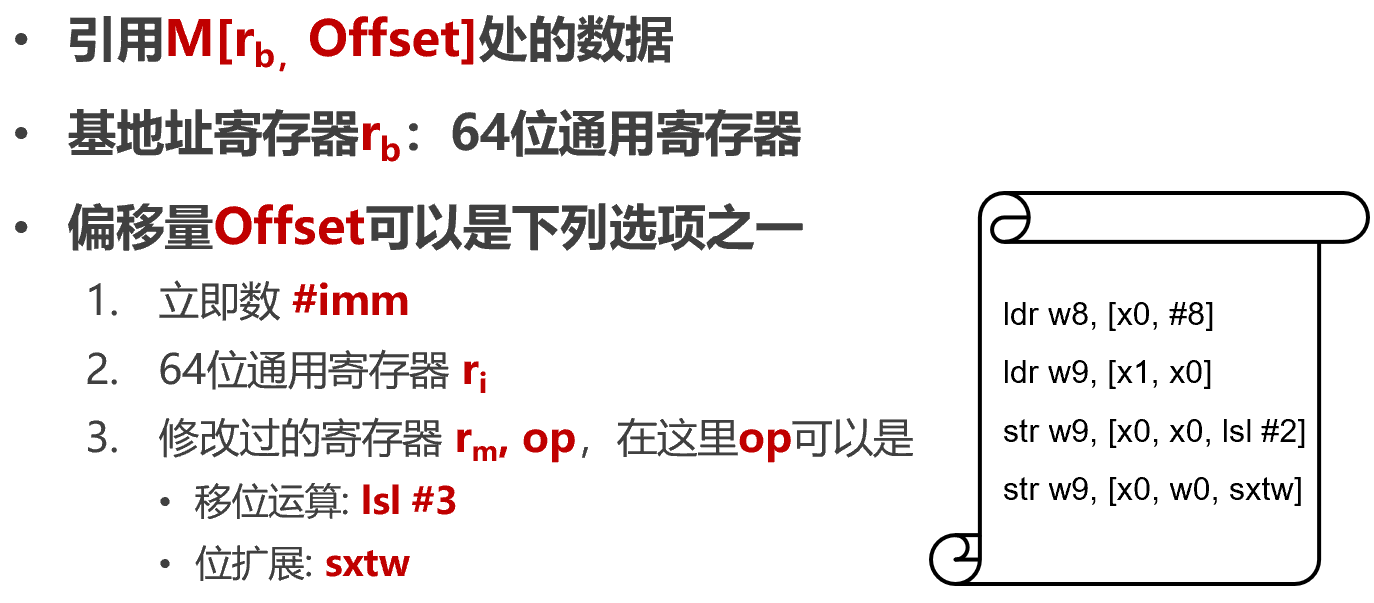 • 引用M[rb, Offset]处的数据
• 基地址寄存器rb：64位通用寄存器
• 偏移量Offset可以是下列选项之一
1. 立即数 #imm
2. 64位通用寄存器 ri
3. 修改过的寄存器 rm, op，在这里op可以是
• 移位运算: lsl #3
• 位扩展: sxtw
ldr w8, [x0, #8]
ldr w9, [x1, x0]
str w9, [x0, x0, lsl #2]
str w9, [x0, w0, sxtw]